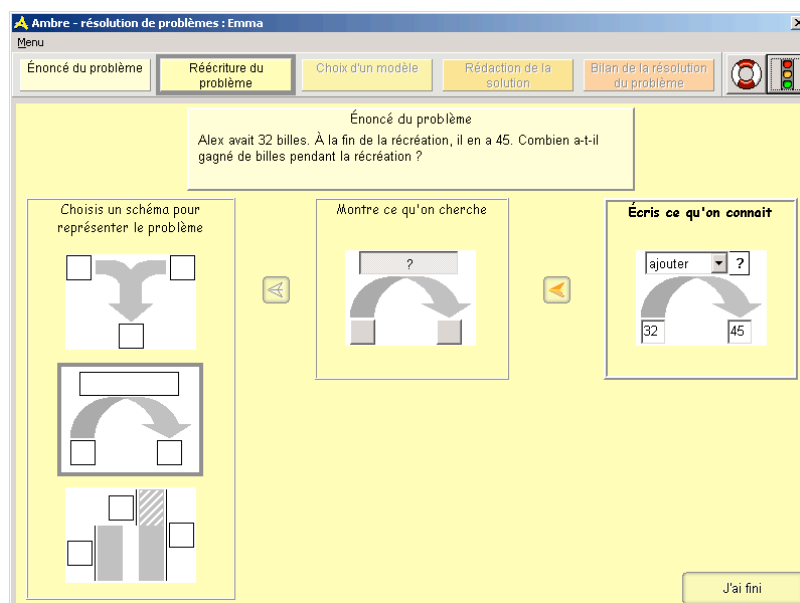 Ambre - résolution de problèmes : Emma
Menu
Énoncé du problème
Réécriture du
problème
Choix d'un modèle
Rédaction de la
solution
Bilan de la résolution
du problème
Énoncé du problème
Alex avait 32 billes. À la fin de la récréation, il en a 45. Combien a-t-il
gagné de billes pendant la récréation ?
Choisis un schéma pour
représenter le problème
Montre ce qu'on cherche
?
Écris ce qu'on connait
ajouter ?
32 45
J'ai fini